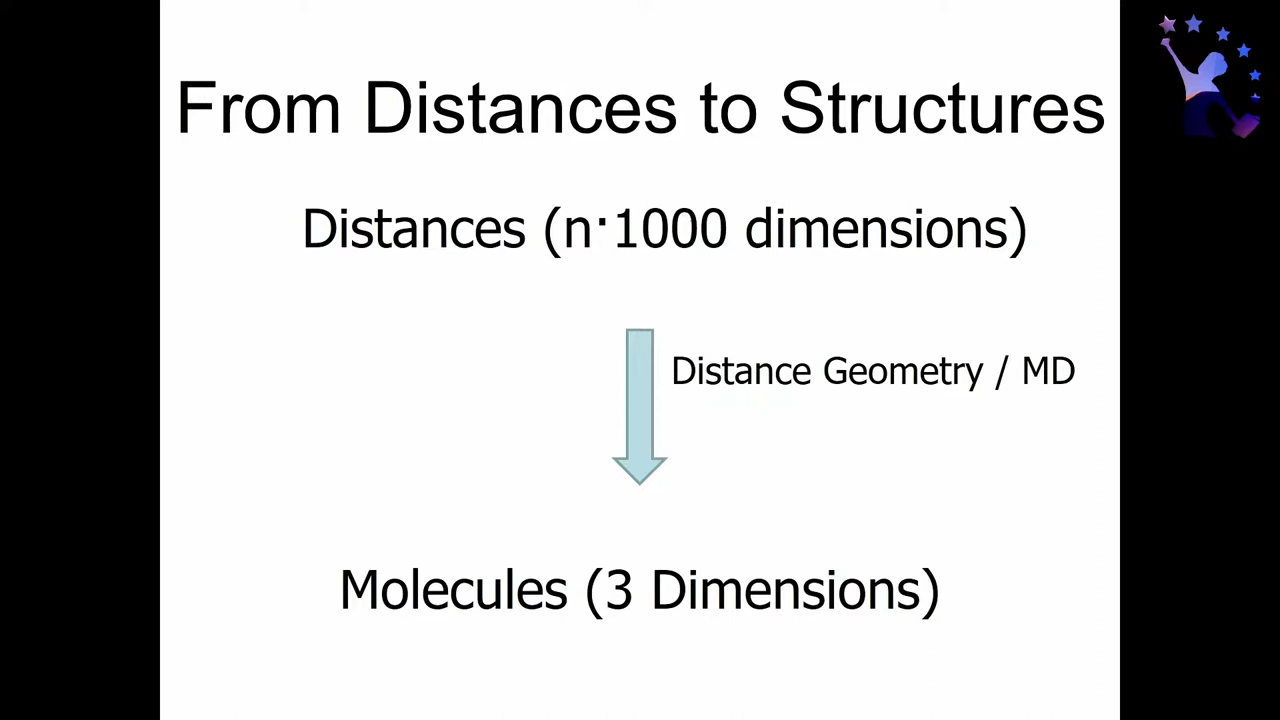 From Distances to Structures
Distances (n·1000 dimensions)
Distance Geometry / MD
Molecules (3 Dimensions)